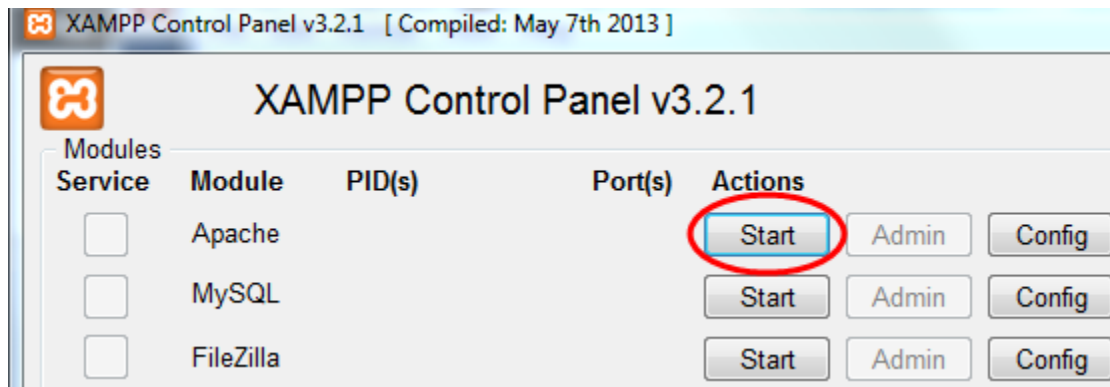 XAMPP Control Panel v3.2.1 [ Compiled: May 7th 2013 ]
XAMPP Control Panel v3.2.1
Modules
Service Module PID(s) Port(s) Actions
Apache Start Admin Config
MySQL Start Admin Config
FileZilla Start Admin Config